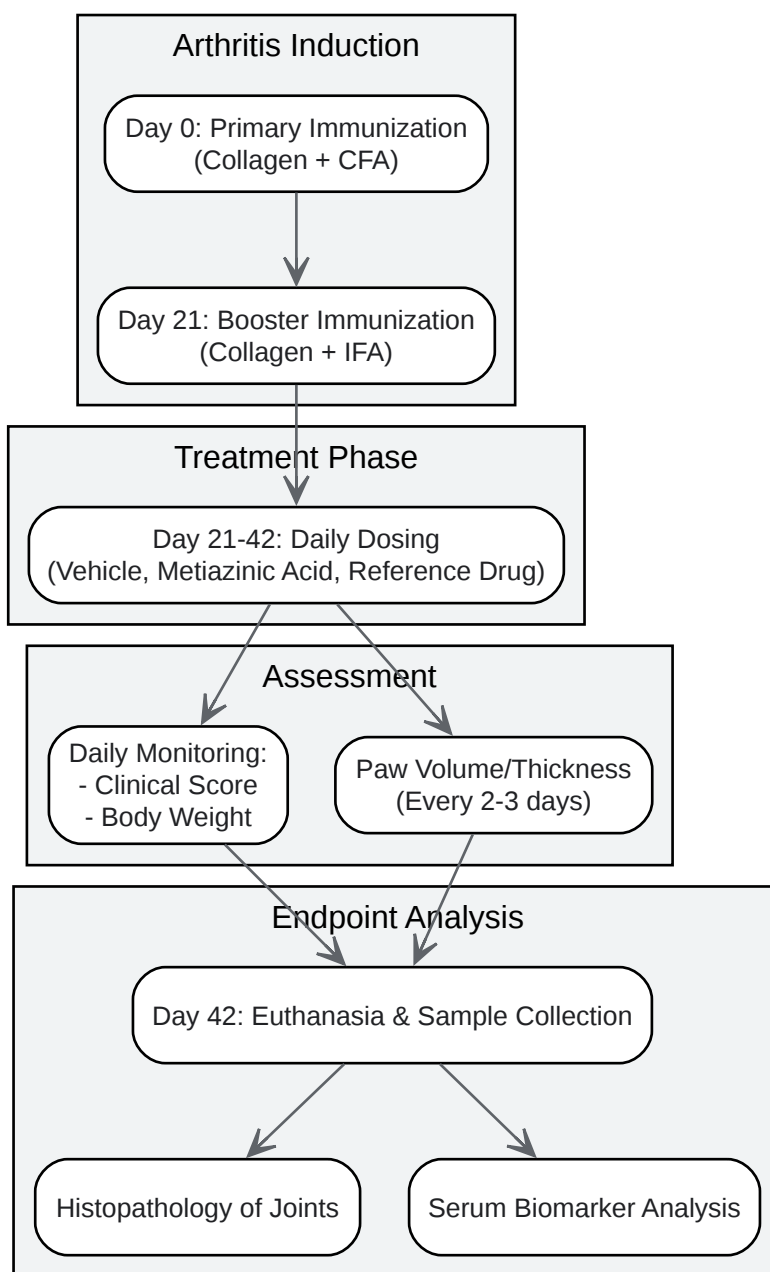 Arthritis Induction
Day 0: Primary Immunization
(Collagen + CFA)
Day 21: Booster Immunization
(Collagen + IFA)
Treatment Phase
Day 21-42: Daily Dosing
(Vehicle, Metiazinic Acid, Reference Drug)
Assessment
Daily Monitoring:
- Clinical Score
- Body Weight
Paw Volume/Thickness
(Every 2-3 days)
Endpoint Analysis
Day 42: Euthanasia & Sample Collection
Histopathology of Joints
Serum Biomarker Analysis